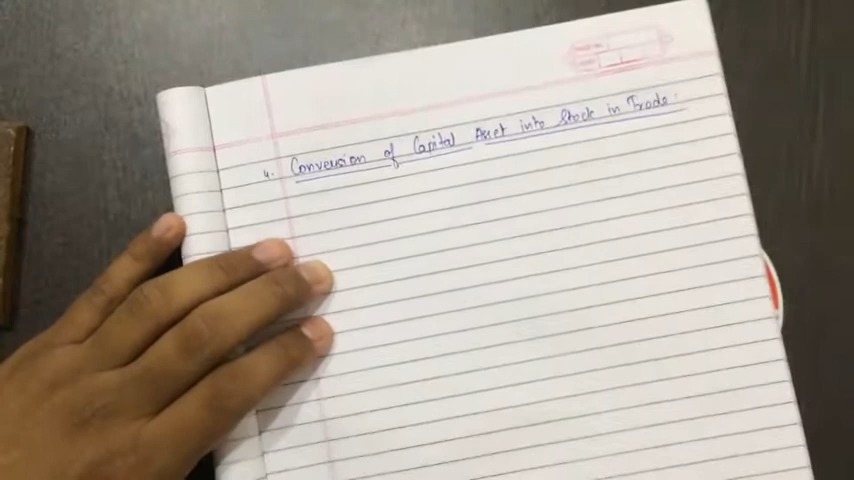 4. Conversion of Capital Asset into Stock in Trade: